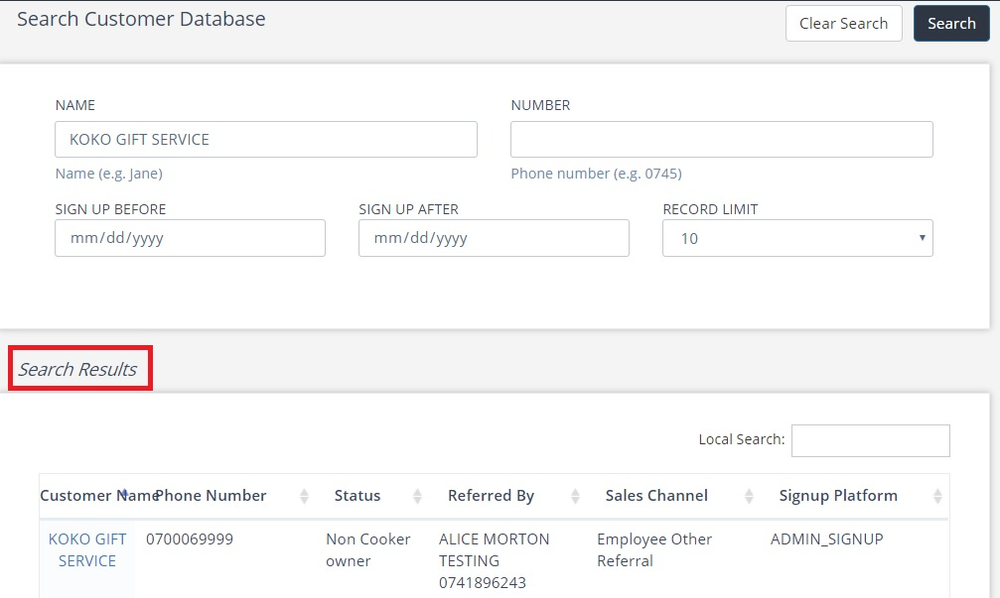 Search Customer Database
Clear Search
Search
NAME
NUMBER
KOKO GIFT SERVICE
Name (e.g. Jane)
Phone number (e.g. 0745)
SIGN UP BEFORE
SIGN UP AFTER
RECORD LIMIT
mm/dd/yyyy
mm/dd/yyyy
10
Search Results
Local Search:
Customer Name
Phone Number
Status
Referred By
Sales Channel
Signup Platform
KOKO GIFT
SERVICE
0700069999
Non Cooker
owner
ALICE MORTON
TESTING
0741896243
Employee Other
Referral
ADMIN_SIGNUP